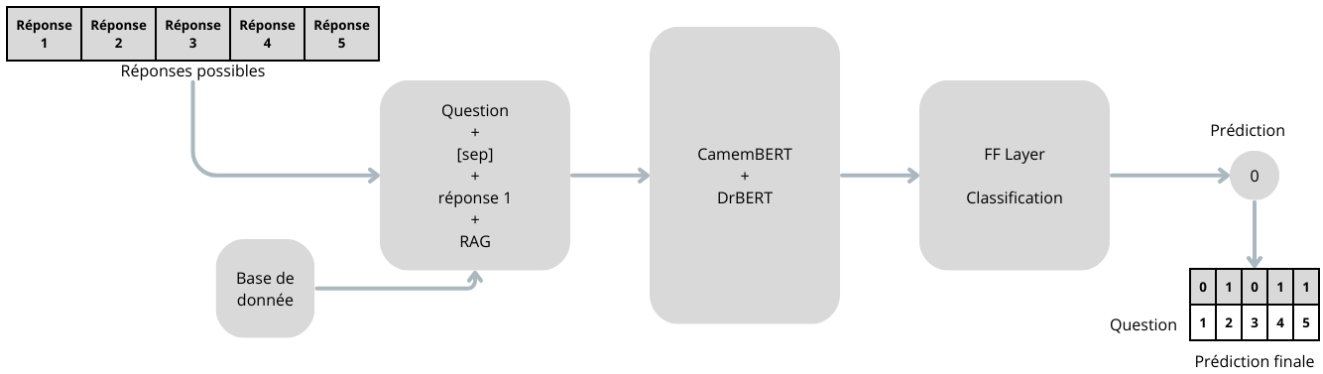 Réponse 1
Réponse 2
Réponse 3
Réponse 4
Réponse 5
Réponses possibles
Question
+
[sep]
+
réponse 1
+
RAG
Base de
donnée
CamemBERT
+
DrBERT
FF Layer
Classification
Prédiction
0
0 1 0 1 1
Question 1 2 3 4 5
Prédiction finale